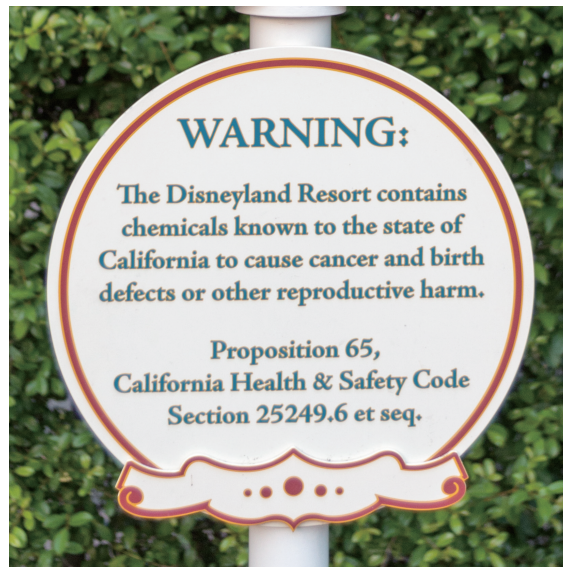 WARNING:
The Disneyland Resort contains
chemicals known to the state of
California to cause cancer and birth
defects or other reproductive harm.
Proposition 65,
California Health & Safety Code
Section 25249.6 et seq.